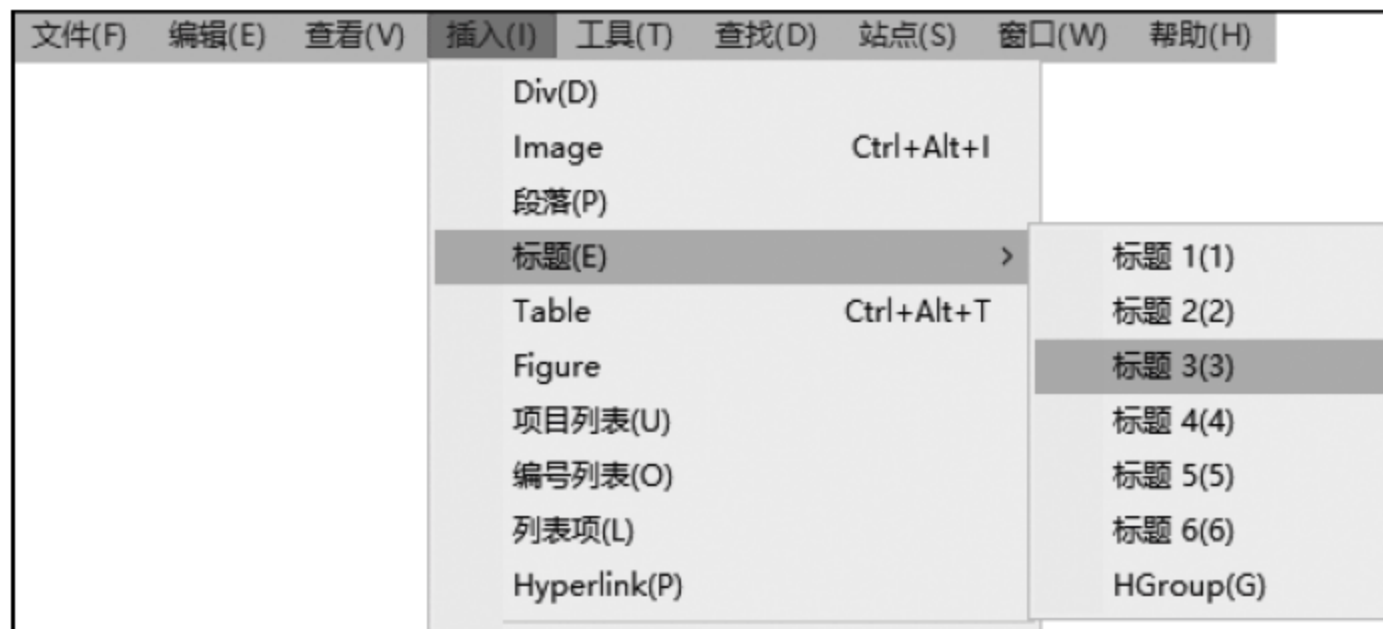 文件(F) 编辑(E) 查看(V) 插入(I) 工具(T) 查找(D) 站点(S) 窗口(W) 帮助(H)
Div(D)
Image Ctrl+Alt+I
段落(P)
标题(E) >
Table Ctrl+Alt+T
Figure
项目列表(U)
编号列表(O)
列表项(L)
Hyperlink(P)
标题 1(1)
标题 2(2)
标题 3(3)
标题 4(4)
标题 5(5)
标题 6(6)
HGroup(G)